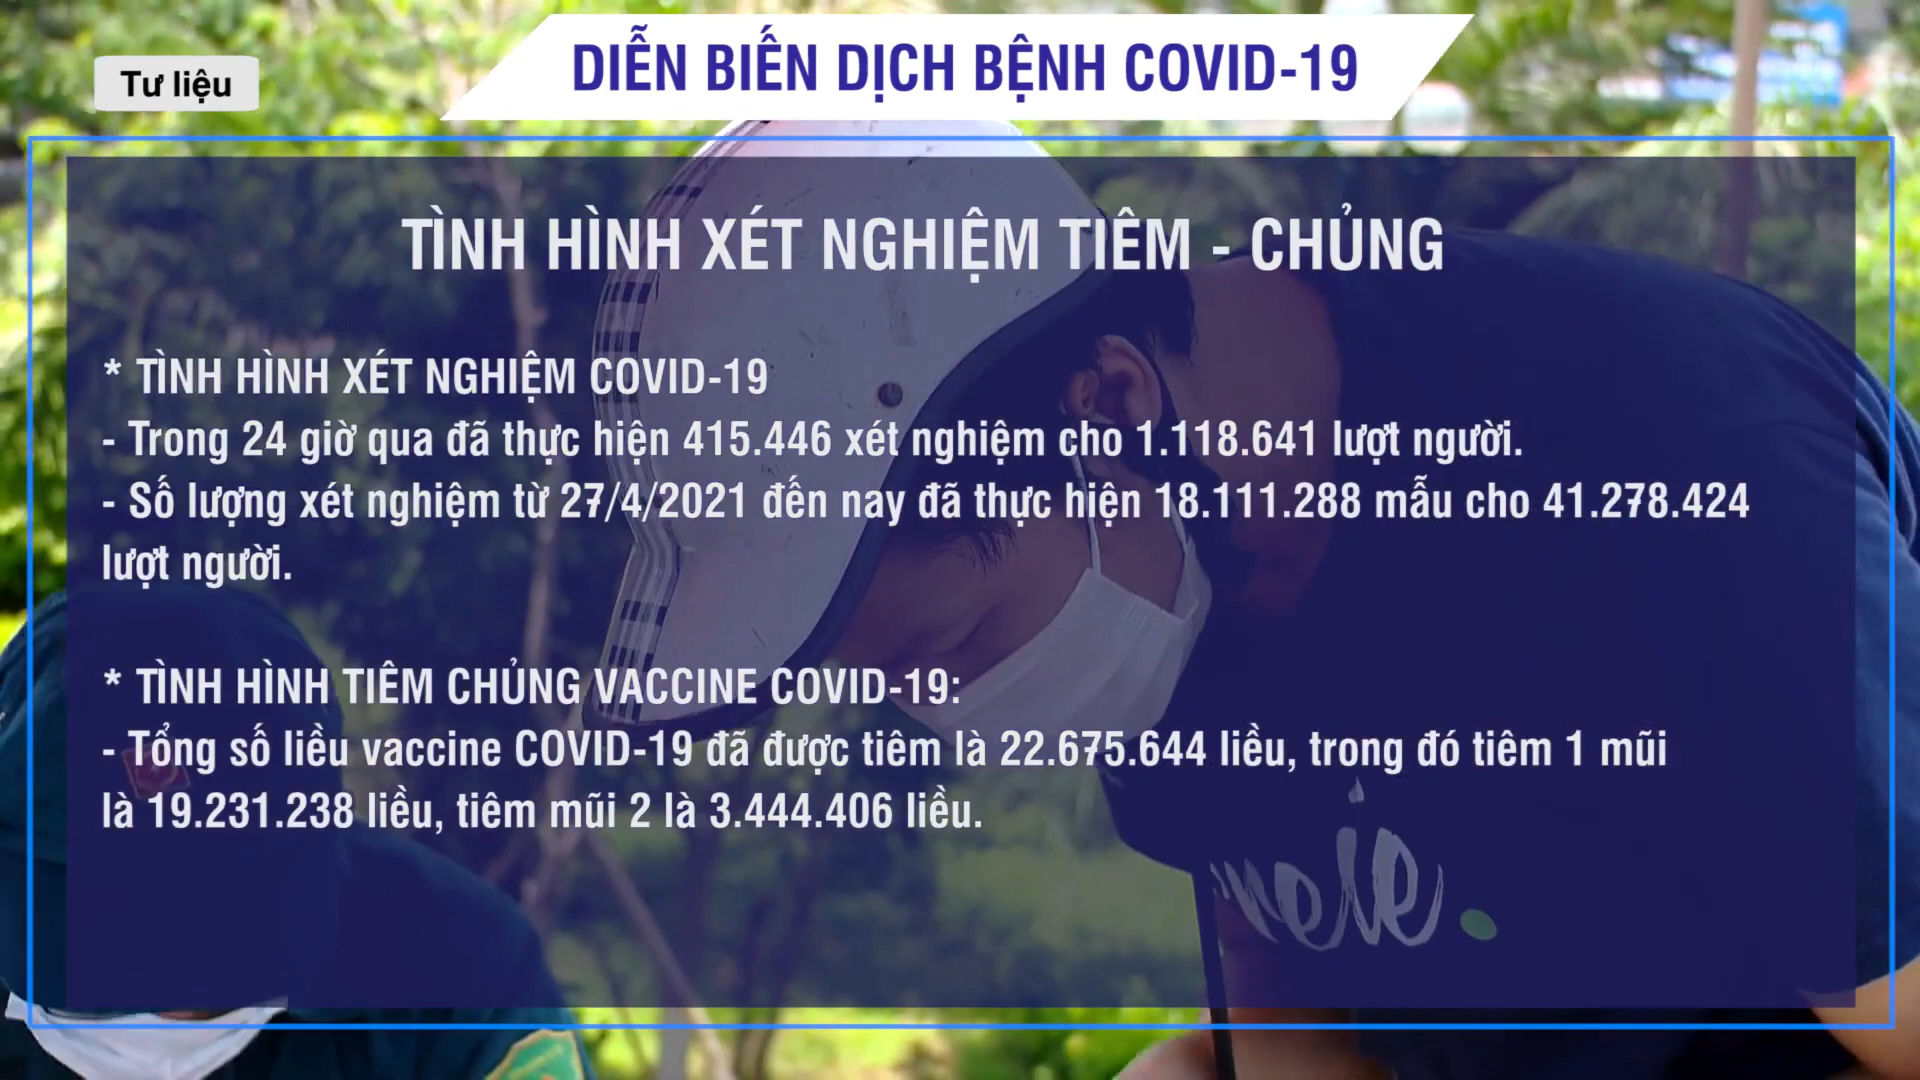 DIỄN BIẾN DỊCH BỆNH COVID-19
Tư liệu
TÌNH HÌNH XÉT NGHIỆM TIÊM - CHỦNG
* TÌNH HÌNH XÉT NGHIỆM COVID-19
- Trong 24 giờ qua đã thực hiện 415.446 xét nghiệm cho 1.118.641 lượt người.
- Số lượng xét nghiệm từ 27/4/2021 đến nay đã thực hiện 18.111.288 mẫu cho 41.278.424
lượt người.
* TÌNH HÌNH TIÊM CHỦNG VACCINE COVID-19:
- Tổng số liều vaccine COVID-19 đã được tiêm là 22.675.644 liều, trong đó tiêm 1 mũi
là 19.231.238 liều, tiêm mũi 2 là 3.444.406 liều.